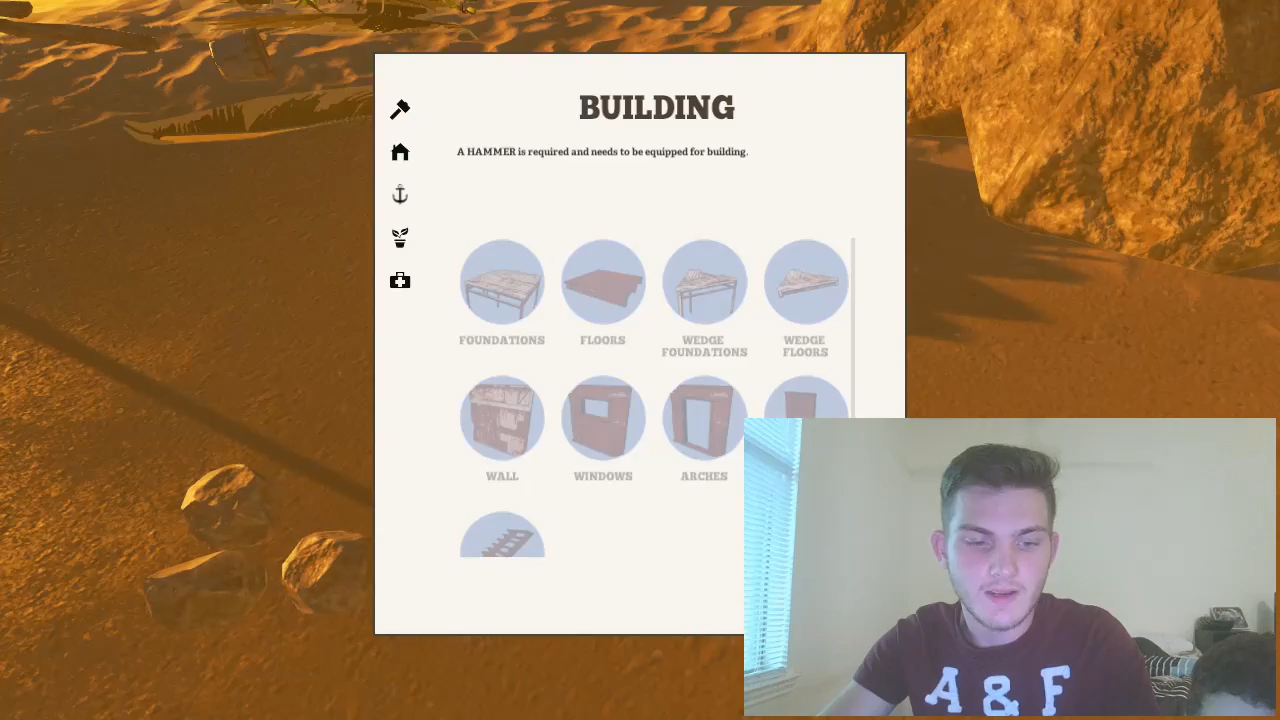 BUILDING
A HAMMER is required and needs to be equipped for building.
FOUNDATIONS
FLOORS
WEDGE
FOUNDATIONS
WEDGE
FLOORS
WALL
WINDOWS
ARCHES
A & F